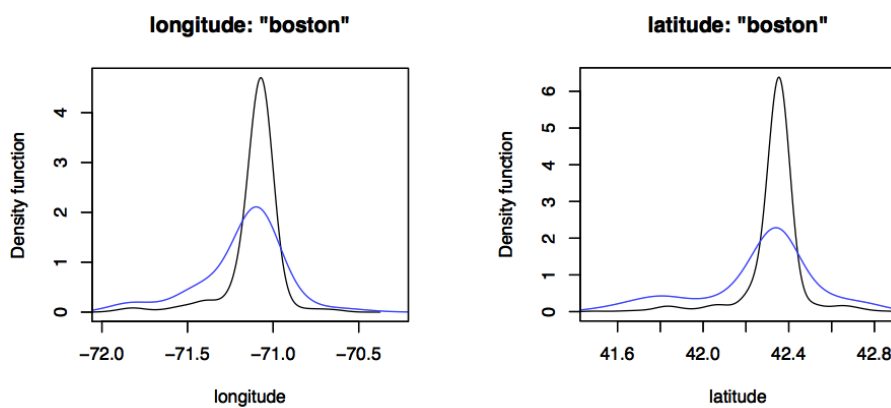 longitude: "boston"
Density function
4
3
2
1
0
−72.0 −71.5 −71.0 −70.5
longitude
latitude: "boston"
Density function
6
5
4
3
2
1
0
41.6 42.0 42.4 42.8
latitude